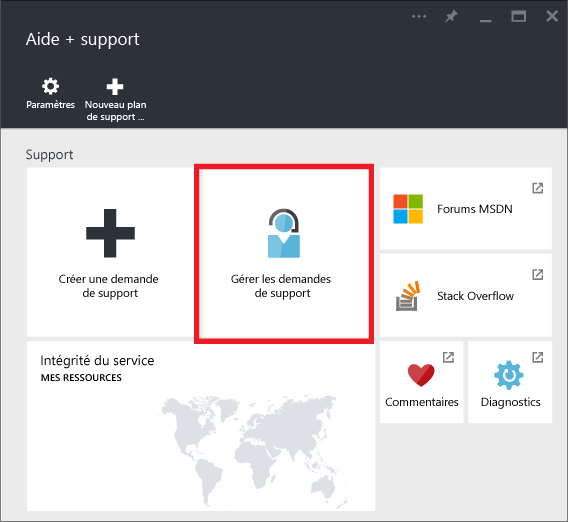 Aide + support
Paramètres
Nouveau plan
de support ...
Support
Créer une demande
de support
Gérer les demandes
de support
Forums MSDN
Stack Overflow
Intégrité du service
MES RESSOURCES
Commentaires
Diagnostics